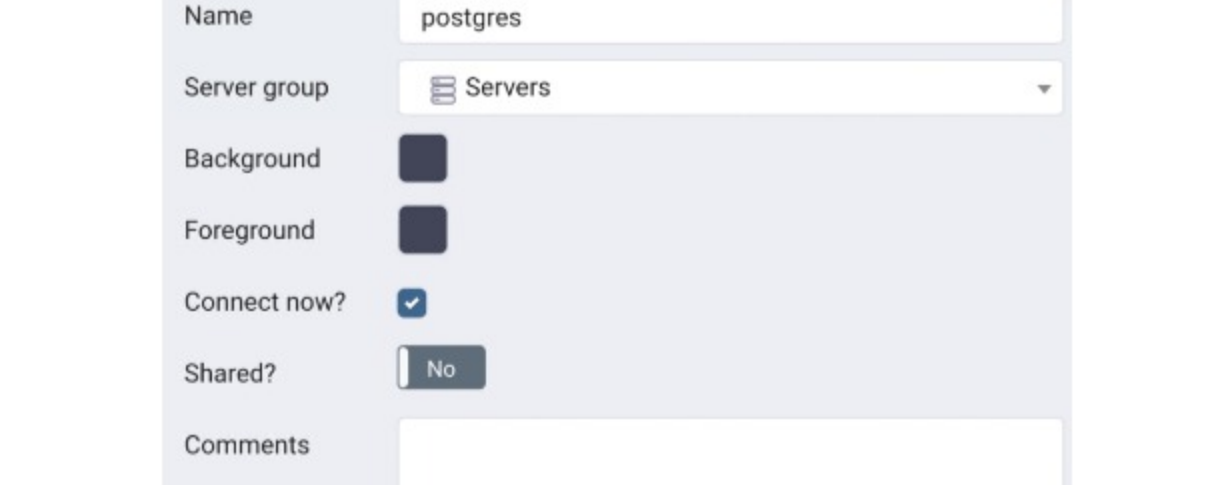 Name
postgres
Server group
Servers
Background
Foreground
Connect now?
Shared?
No
Comments